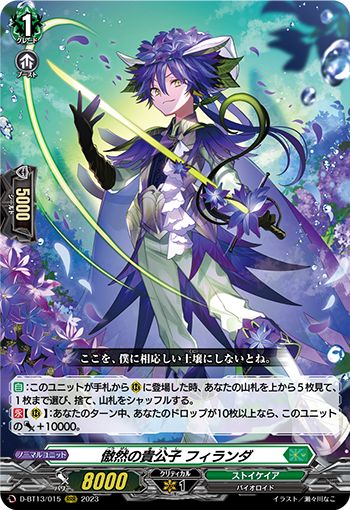 1
グレード
ブースト
5000
シールド
ここを、僕に相応しい土壌にしないとね。
自:このユニットが手札からRに登場した時、あなたの山札を上から5枚見て、
1枚まで選び、捨て、山札をシャッフルする。
永【R】:あなたのターン中、あなたのドロップが10枚以上なら、このユニット
の+10000。
ノーマルユニット
傲然の貴公子 フィランダ
パワー 8000
クリティカル
1
ストイケイア
バイオロイド
D-BT13/015 RRR 2023
イラスト/瀬々川なこ